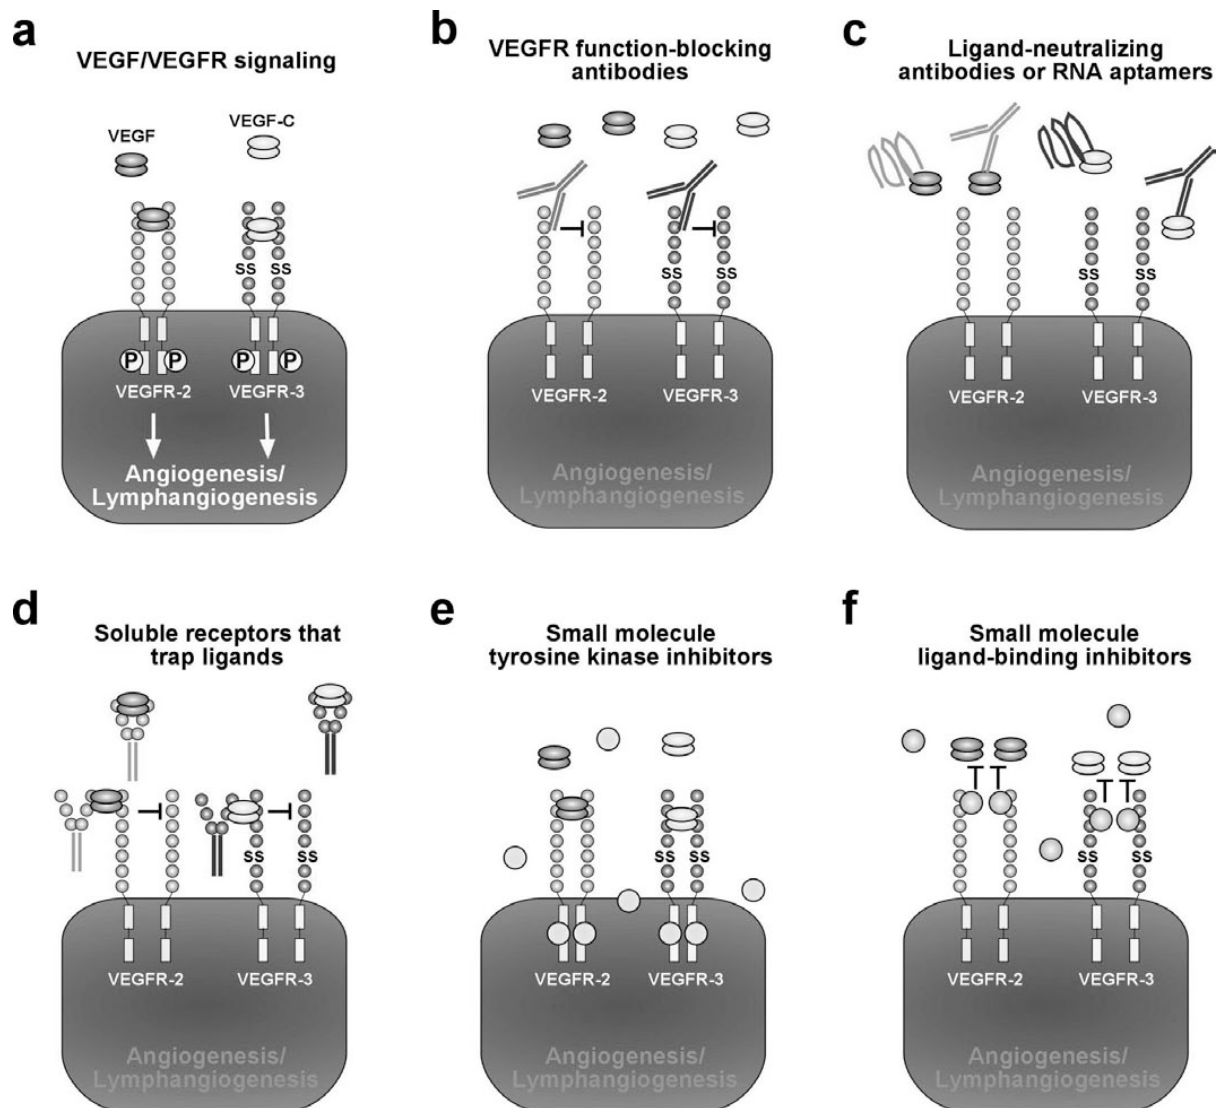 a
VEGF/VEGFR signaling
VEGF
VEGF-C
SS SS
P P P P
VEGFR-2 VEGFR-3
Angiogenesis/
Lymphangiogenesis
b
VEGFR function-blocking
antibodies
SS SS
VEGFR-2 VEGFR-3
Angiogenesis/
Lymphangiogenesis
c
Ligand-neutralizing
antibodies or RNA aptamers
SS SS
VEGFR-2 VEGFR-3
Angiogenesis/
Lymphangiogenesis
d
Soluble receptors that
trap ligands
SS SS
VEGFR-2 VEGFR-3
Angiogenesis/
Lymphangiogenesis
e
Small molecule
tyrosine kinase inhibitors
SS SS
VEGFR-2 VEGFR-3
Angiogenesis/
Lymphangiogenesis
f
Small molecule
ligand-binding inhibitors
SS SS
VEGFR-2 VEGFR-3
Angiogenesis/
Lymphangiogenesis